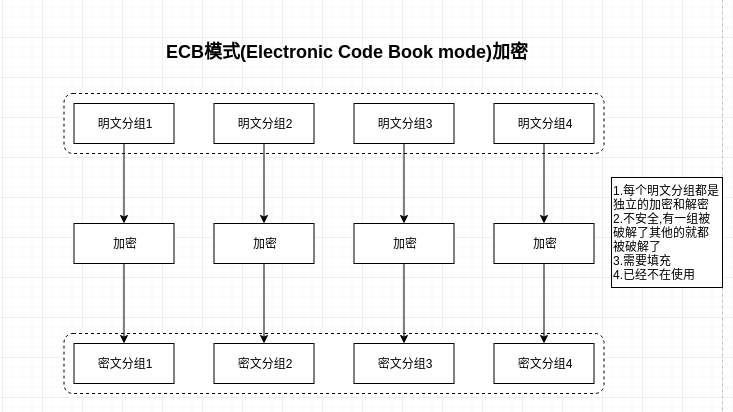 ECB模式(Electronic Code Book mode)加密
明文分组1
明文分组2
明文分组3
明文分组4
加密
加密
加密
加密
密文分组1
密文分组2
密文分组3
密文分组4
1.每个明文分组都是
独立的加密和解密
2.不安全,有一组被
破解了其他的就都
被破解了
3.需要填充
4.已经不在使用